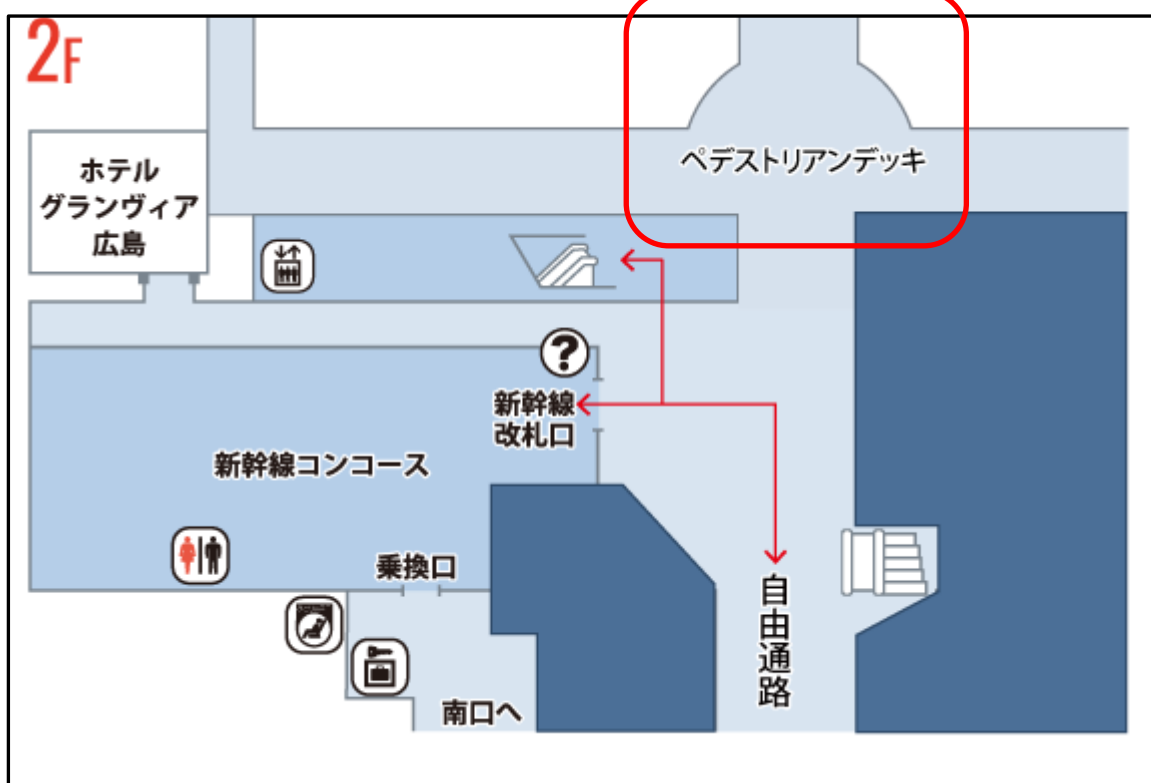 2F
ホテル
グランヴィア
広島
ペデストリアンデッキ
?
新幹線
改札口
新幹線コンコース
乗換口
自由通路
南口へ